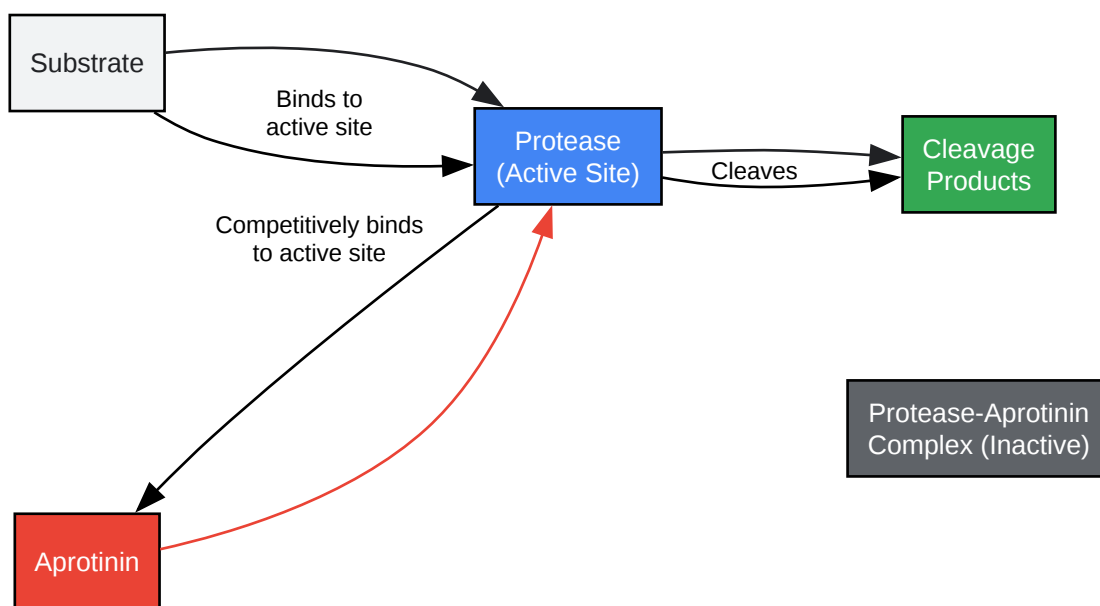 Substrate
Binds to
active site
Protease
(Active Site)
Cleaves
Cleavage
Products
Competitively binds
to active site
Protease-Aprotinin
Complex (Inactive)
Aprotinin